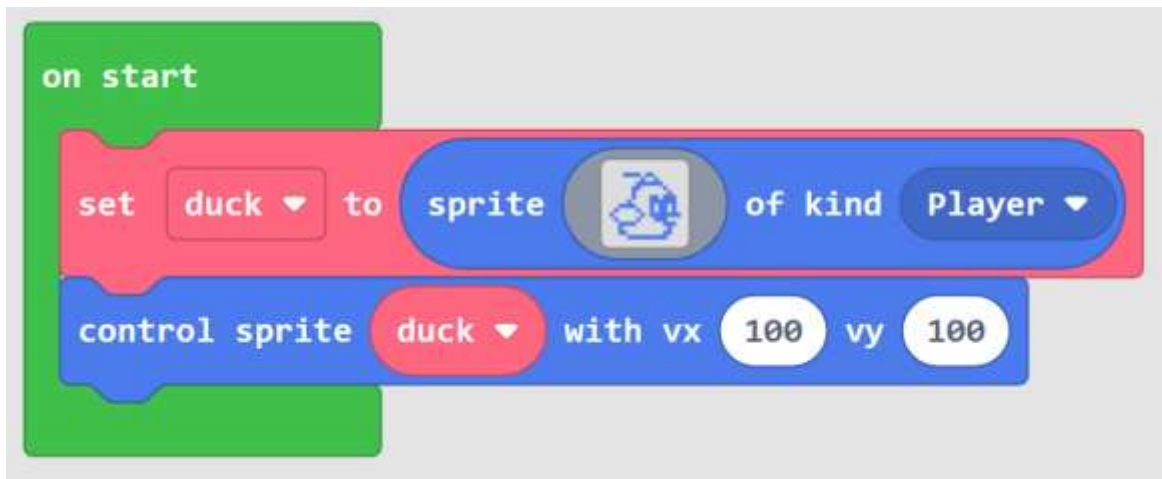 on start
set duck to sprite of kind Player
control sprite duck with vx 100 vy 100